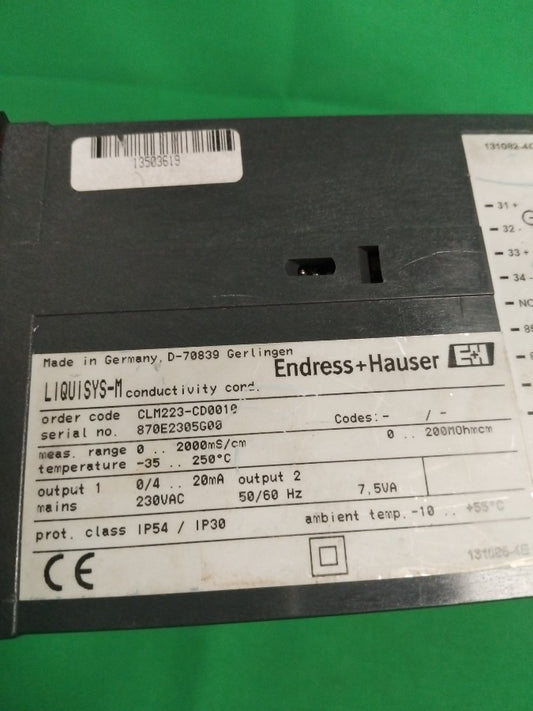 13503619
131082-4
31 +
32 -
33 +
34 -
Made in Germany, D-70839 Gerlingen
Endress+Hauser E+H
LIQUISYS-M conductivity cond.
order code CLM223-CD0010
serial no. 870E2305G00
Codes: - / -
meas. range 0 .. 2000mS/cm 0 .. 200MOhmcm
temperature -35 .. 250°C
output 1 0/4 .. 20mA output 2
mains 230VAC 50/60 Hz 7.5VA
prot. class IP54 / IP30 ambient temp. -10 .. +55°C
CE